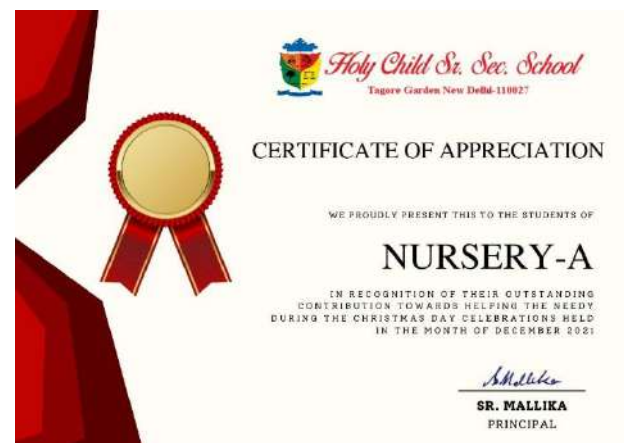 Holy Child Sr. Sec. School
Tagore Garden New Delhi-110027
CERTIFICATE OF APPRECIATION
WE PROUDLY PRESENT THIS TO THE STUDENTS OF
NURSERY-A
IN RECOGNITION OF THEIR OUTSTANDING
CONTRIBUTION TOWARDS HELPING THE NEEDY
DURING THE CHRISTMAS DAY CELEBRATIONS HELD
IN THE MONTH OF DECEMBER 2021
SR. MALLIKA
PRINCIPAL